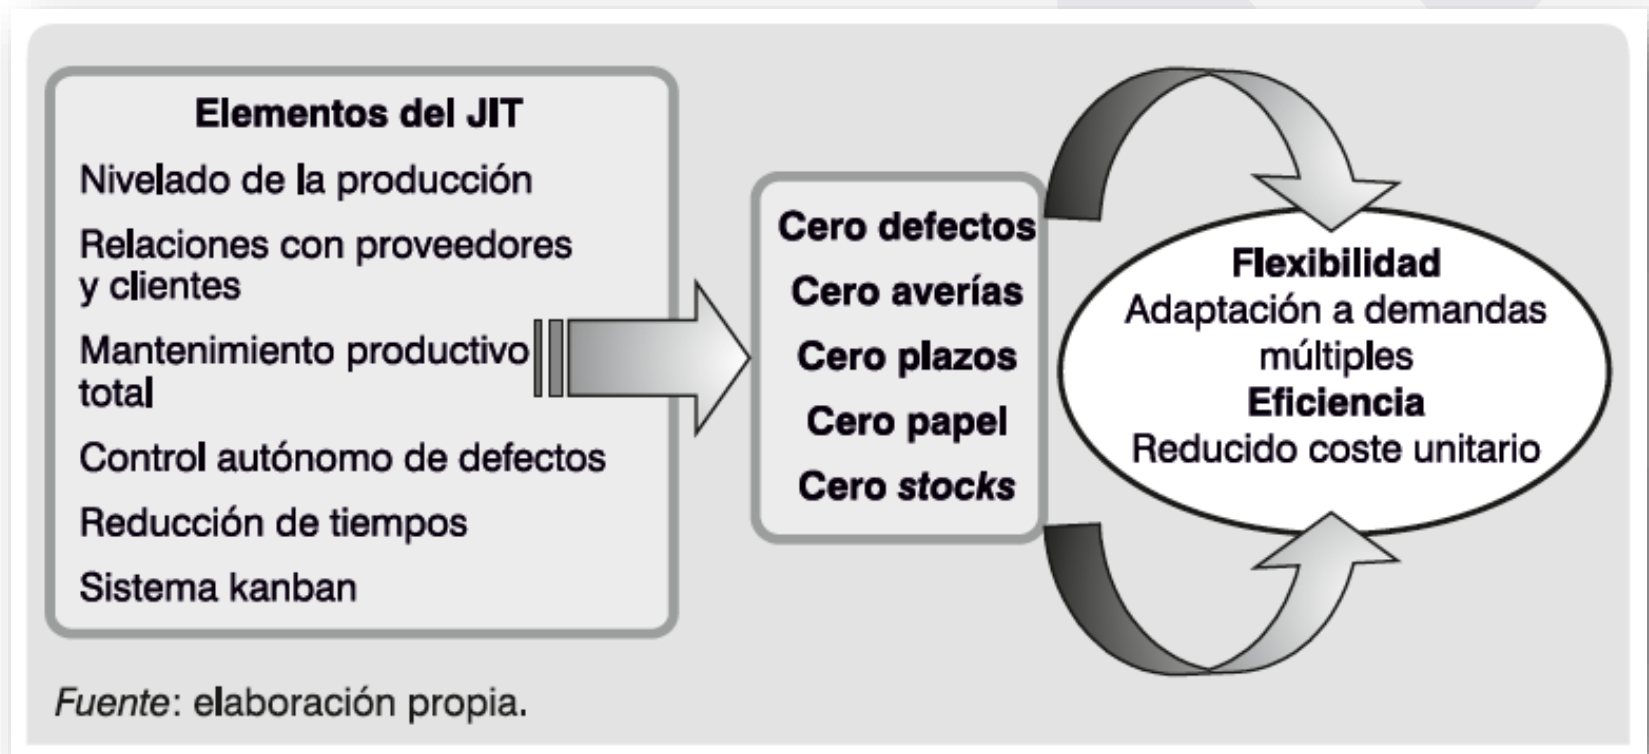 Elementos del JIT
Nivelado de la producción
Relaciones con proveedores
y clientes
Mantenimiento productivo
total
Control autónomo de defectos
Reducción de tiempos
Sistema kanban
Cero defectos
Cero averías
Cero plazos
Cero papel
Cero stocks
Flexibilidad
Adaptación a demandas
múltiples
Eficiencia
Reducido coste unitario
Fuente: elaboración propia.